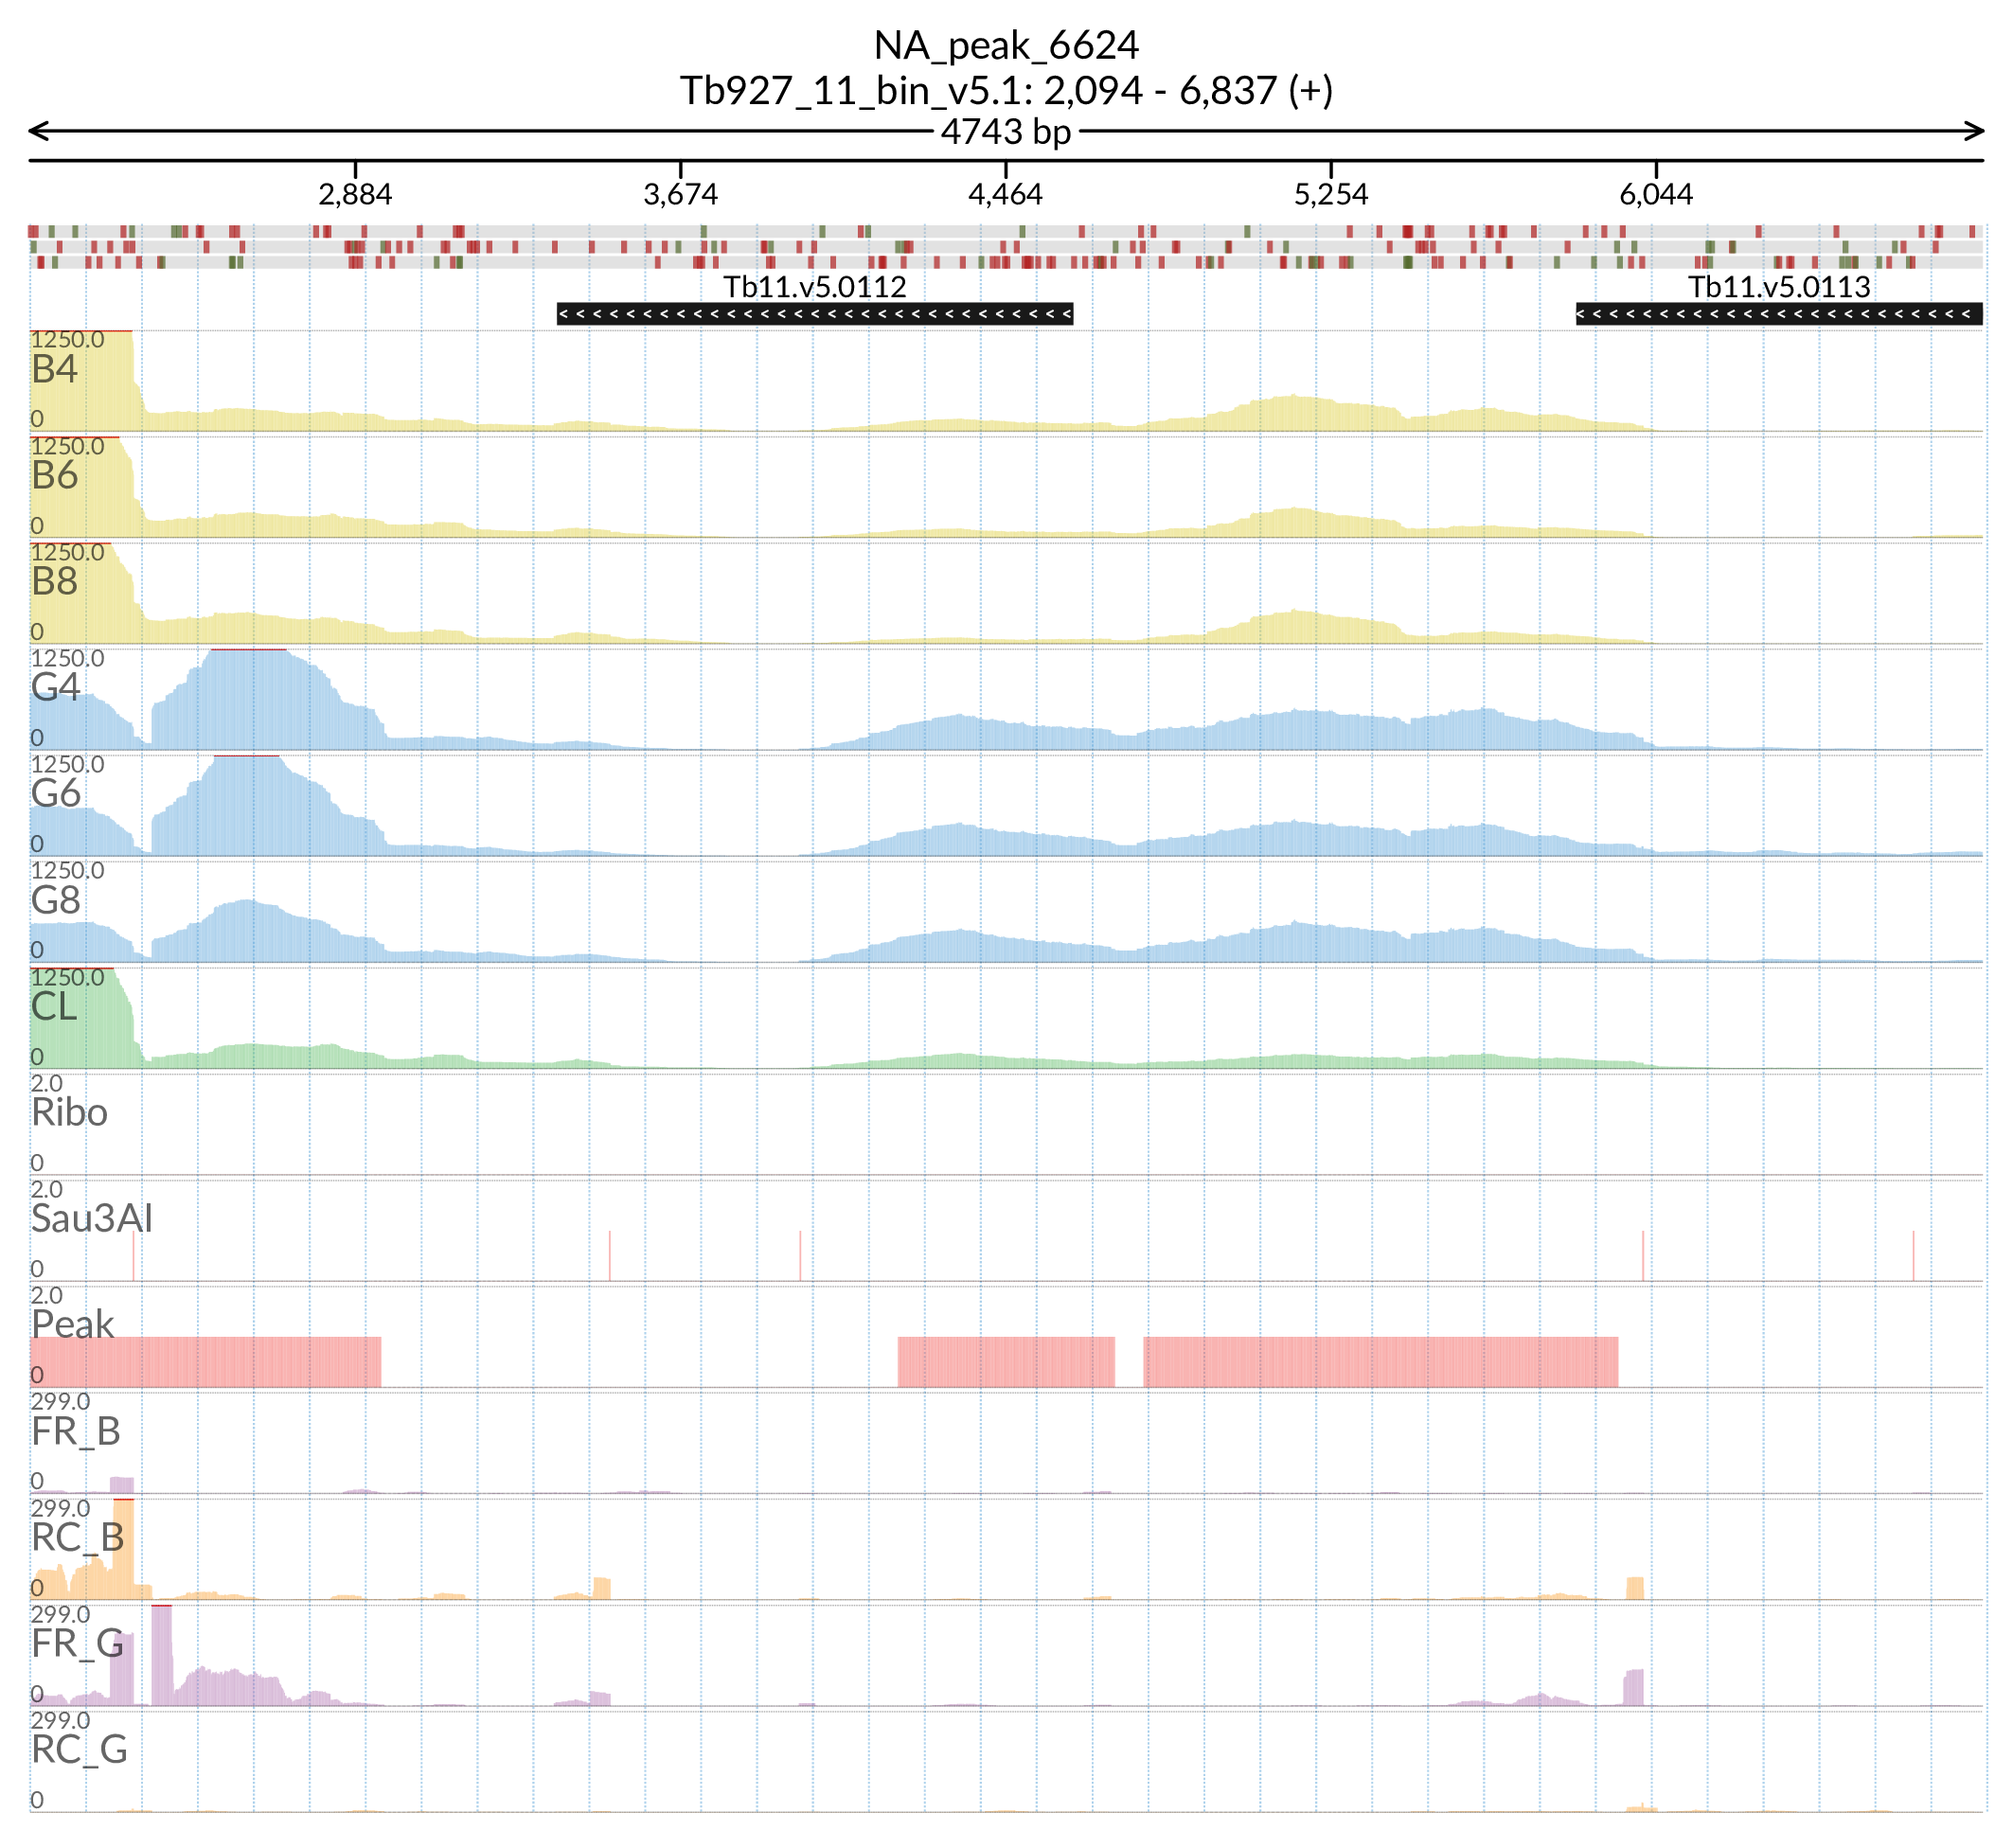 NA_peak_6624
Tb927_11_bin_v5.1: 2,094 - 6,837 (+)
4743 bp
2,884 3,674 4,464 5,254 6,044
Tb11.v5.0112 Tb11.v5.0113
1250.0
B4
0
1250.0
B6
0
1250.0
B8
0
1250.0
G4
0
1250.0
G6
0
1250.0
G8
0
1250.0
CL
0
2.0
Ribo
0
2.0
Sau3AI
0
2.0
Peak
0
299.0
FR_B
0
299.0
RC_B
0
299.0
FR_G
0
299.0
RC_G
0